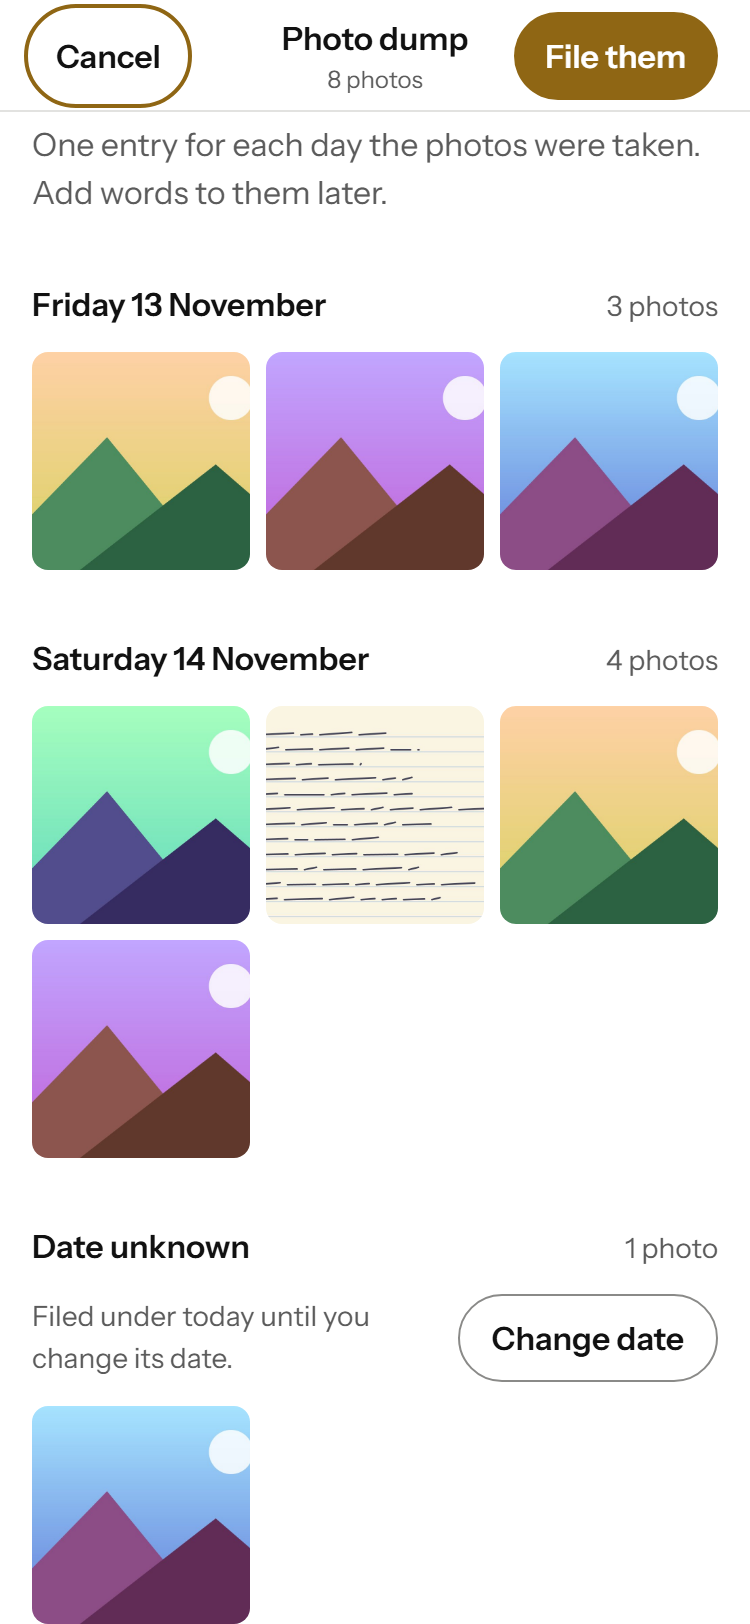 Cancel
Photo dump
8 photos
File them
One entry for each day the photos were taken.
Add words to them later.
Friday 13 November
3 photos
Saturday 14 November
4 photos
Date unknown
1 photo
Filed under today until you
change its date.
Change date